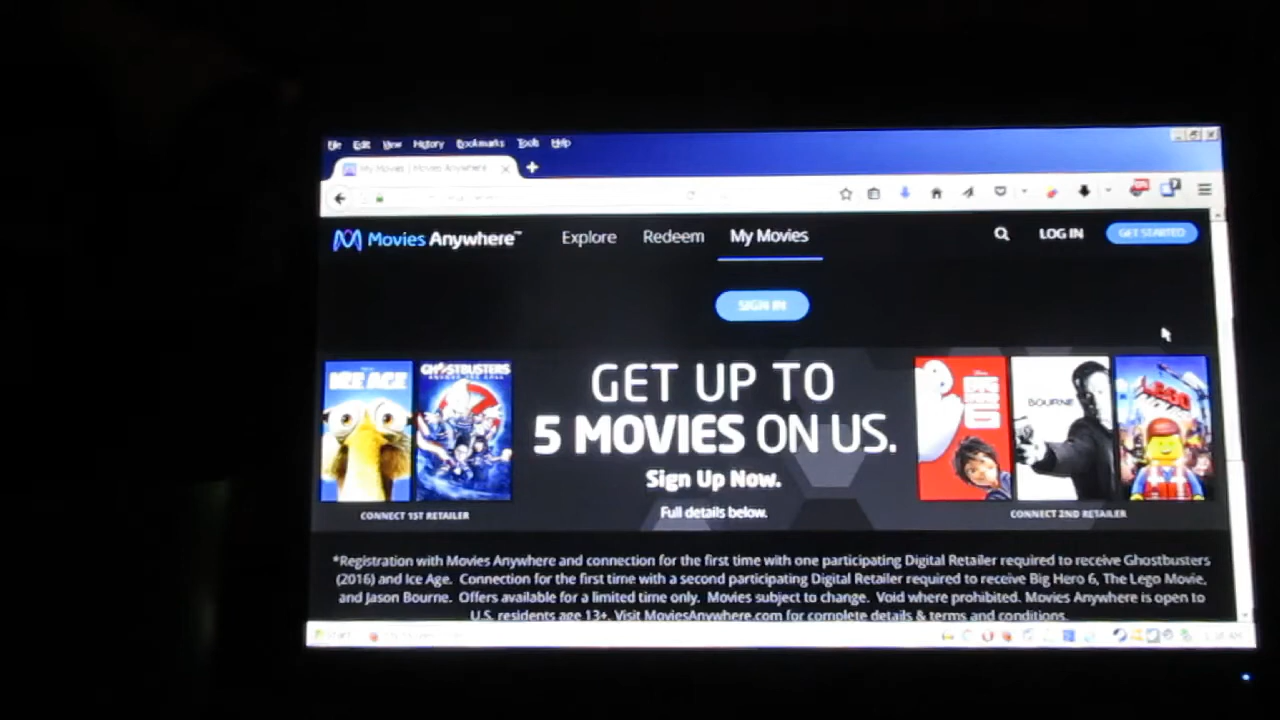 File Edit View History Bookmarks Tools Help
My Movies | Movies Anywhere
Movies Anywhere™ Explore Redeem My Movies LOG IN GET STARTED
SIGN IN
ICE AGE
GHOSTBUSTERS
GET UP TO
5 MOVIES ON US.
Sign Up Now.
Full details below.
BOURNE
LEGO
CONNECT 1ST RETAILER
CONNECT 2ND RETAILER
*Registration with Movies Anywhere and connection for the first time with one participating Digital Retailer required to receive Ghostbusters
(2016) and Ice Age. Connection for the first time with a second participating Digital Retailer required to receive Big Hero 6, The Lego Movie,
and Jason Bourne. Offers available for a limited time only. Movies subject to change. Void where prohibited. Movies Anywhere is open to
U.S. residents age 13+. Visit MoviesAnywhere.com for complete details & terms and conditions.
Start